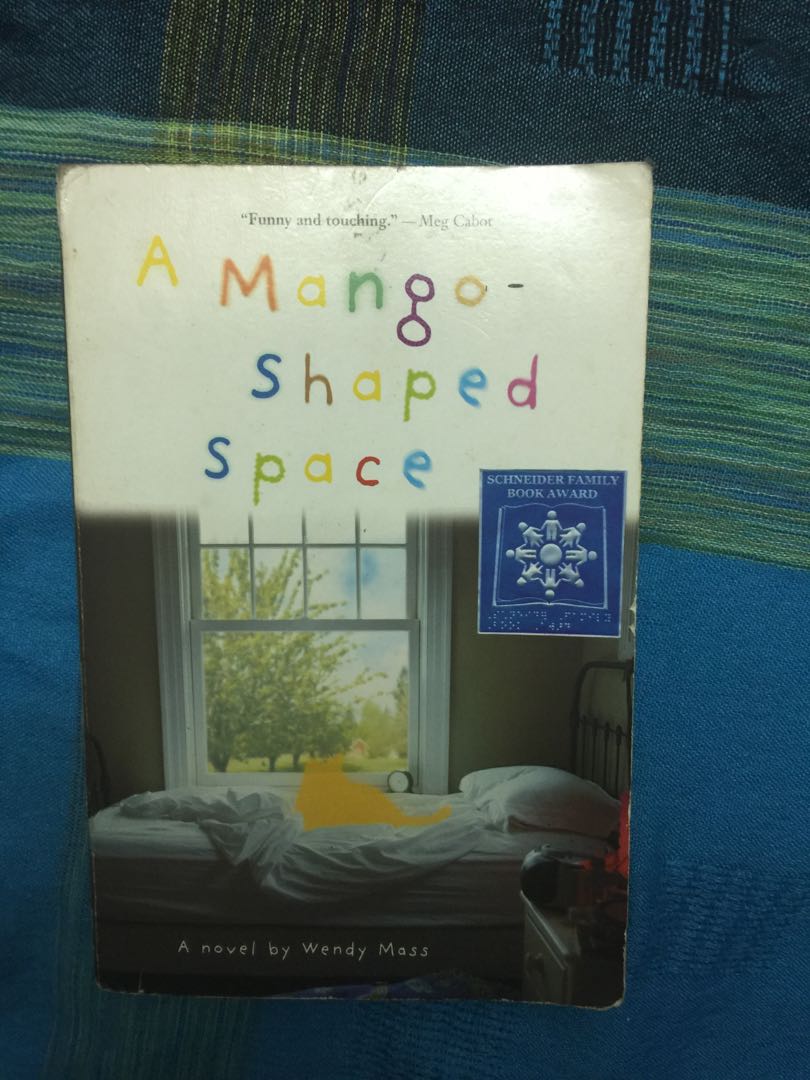 “Funny and touching.” — Meg Cabot
A Mango-
Shaped
Space
SCHNEIDER FAMILY
BOOK AWARD
A novel by Wendy Mass